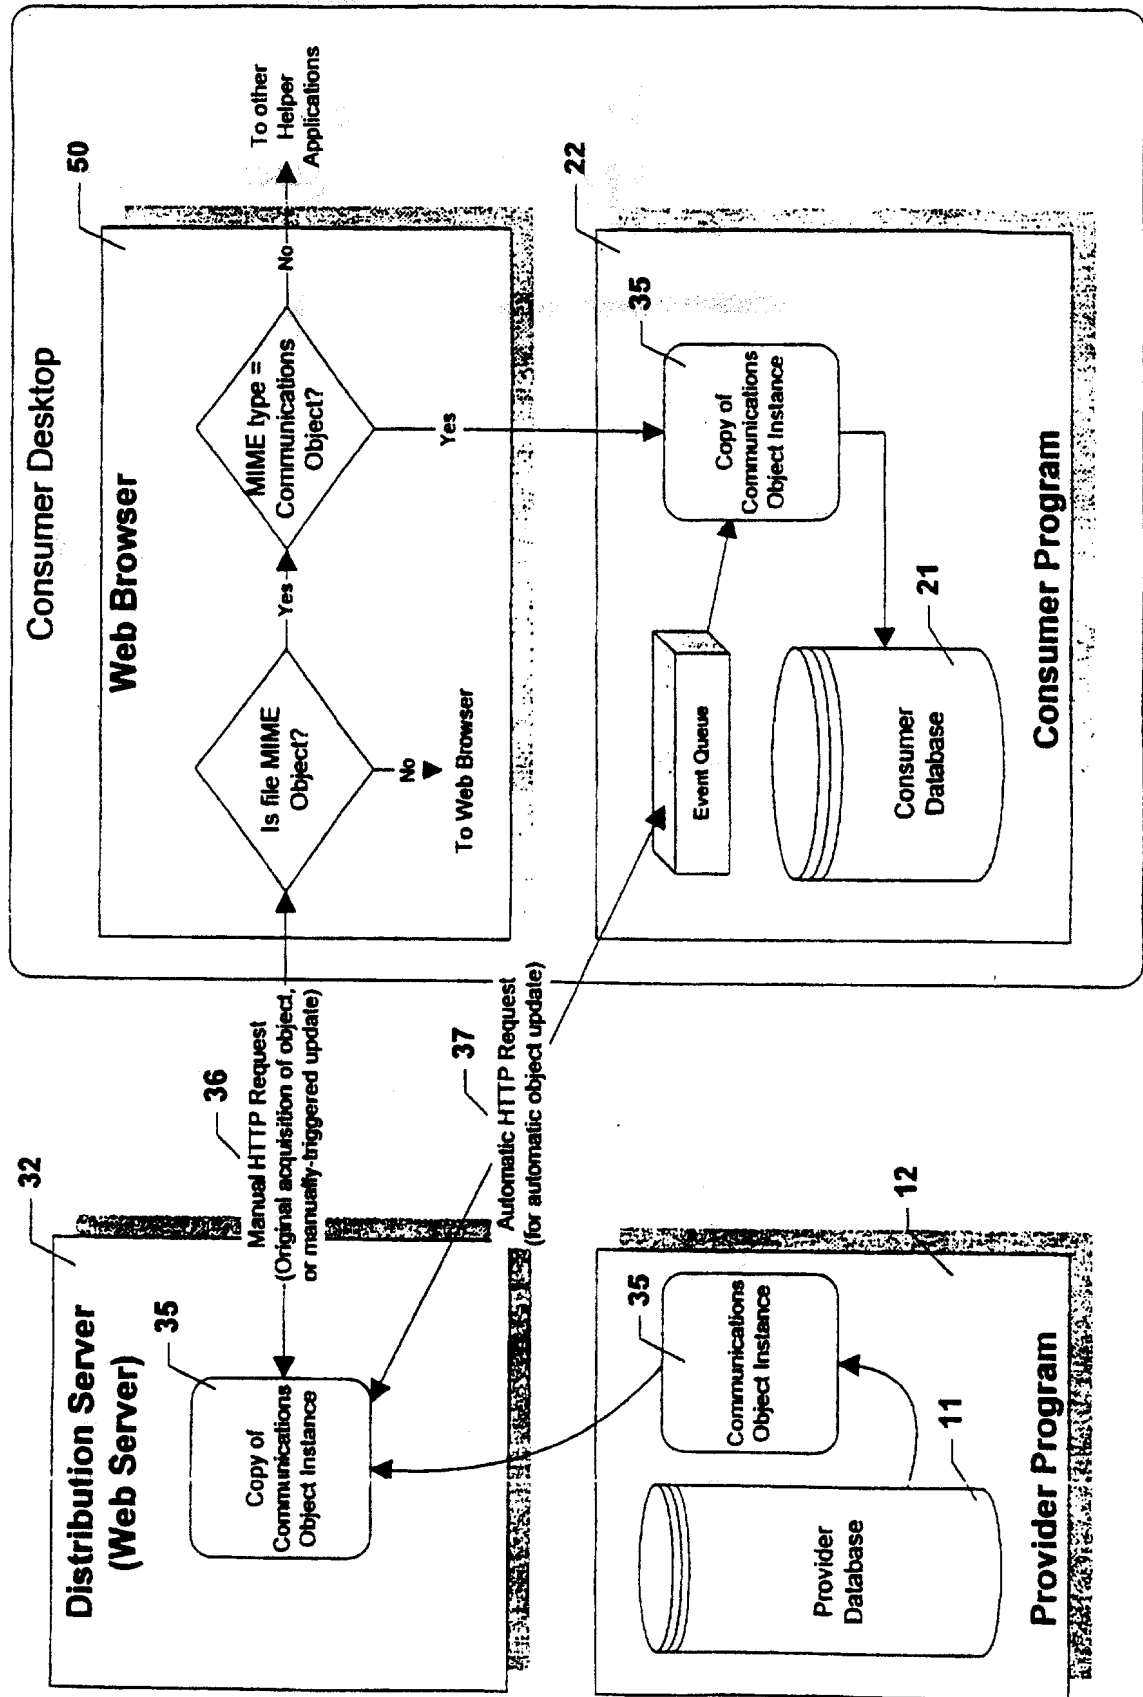 Consumer Desktop
Web Browser
50
Is file MIME
Object?
Yes
No
To Web Browser
MIME type =
Communications
Object?
No
Yes
To other
Helper
Applications
Distribution Server
(Web Server)
32
35
Copy of
Communications
Object Instance
36
Manual HTTP Request
(Original acquisition of object,
or manually-triggered update)
37
Automatic HTTP Request
(for automatic object update)
22
35
Copy of
Communications
Object Instance
Event Queue
21
Consumer
Database
Consumer Program
12
35
Communications
Object Instance
11
Provider
Database
Provider Program